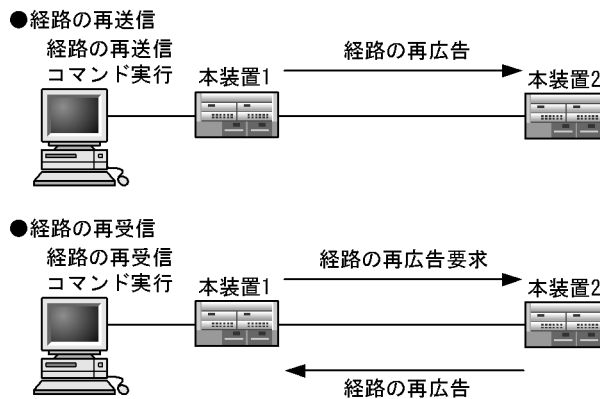 ●経路の再送信
経路の再送信
コマンド実行
本装置1
経路の再広告
本装置2
●経路の再受信
経路の再受信
コマンド実行
本装置1
経路の再広告要求
本装置2
経路の再広告